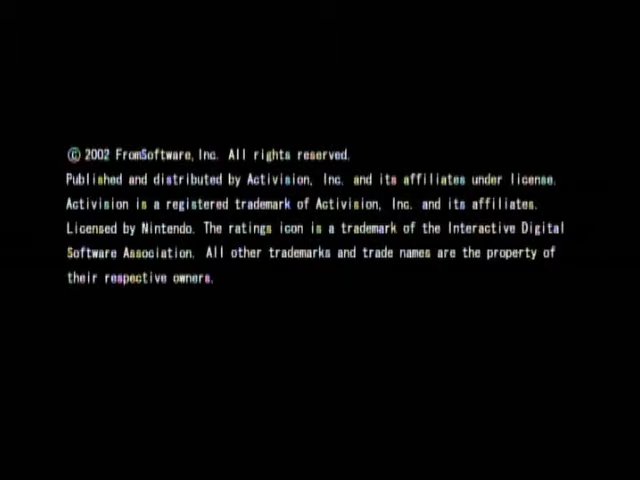 © 2002 FromSoftware, Inc. All rights reserved.
Published and distributed by Activision, Inc. and its affiliates under license.
Activision is a registered trademark of Activision, Inc. and its affiliates.
Licensed by Nintendo. The ratings icon is a trademark of the Interactive Digital
Software Association. All other trademarks and trade names are the property of
their respective owners.